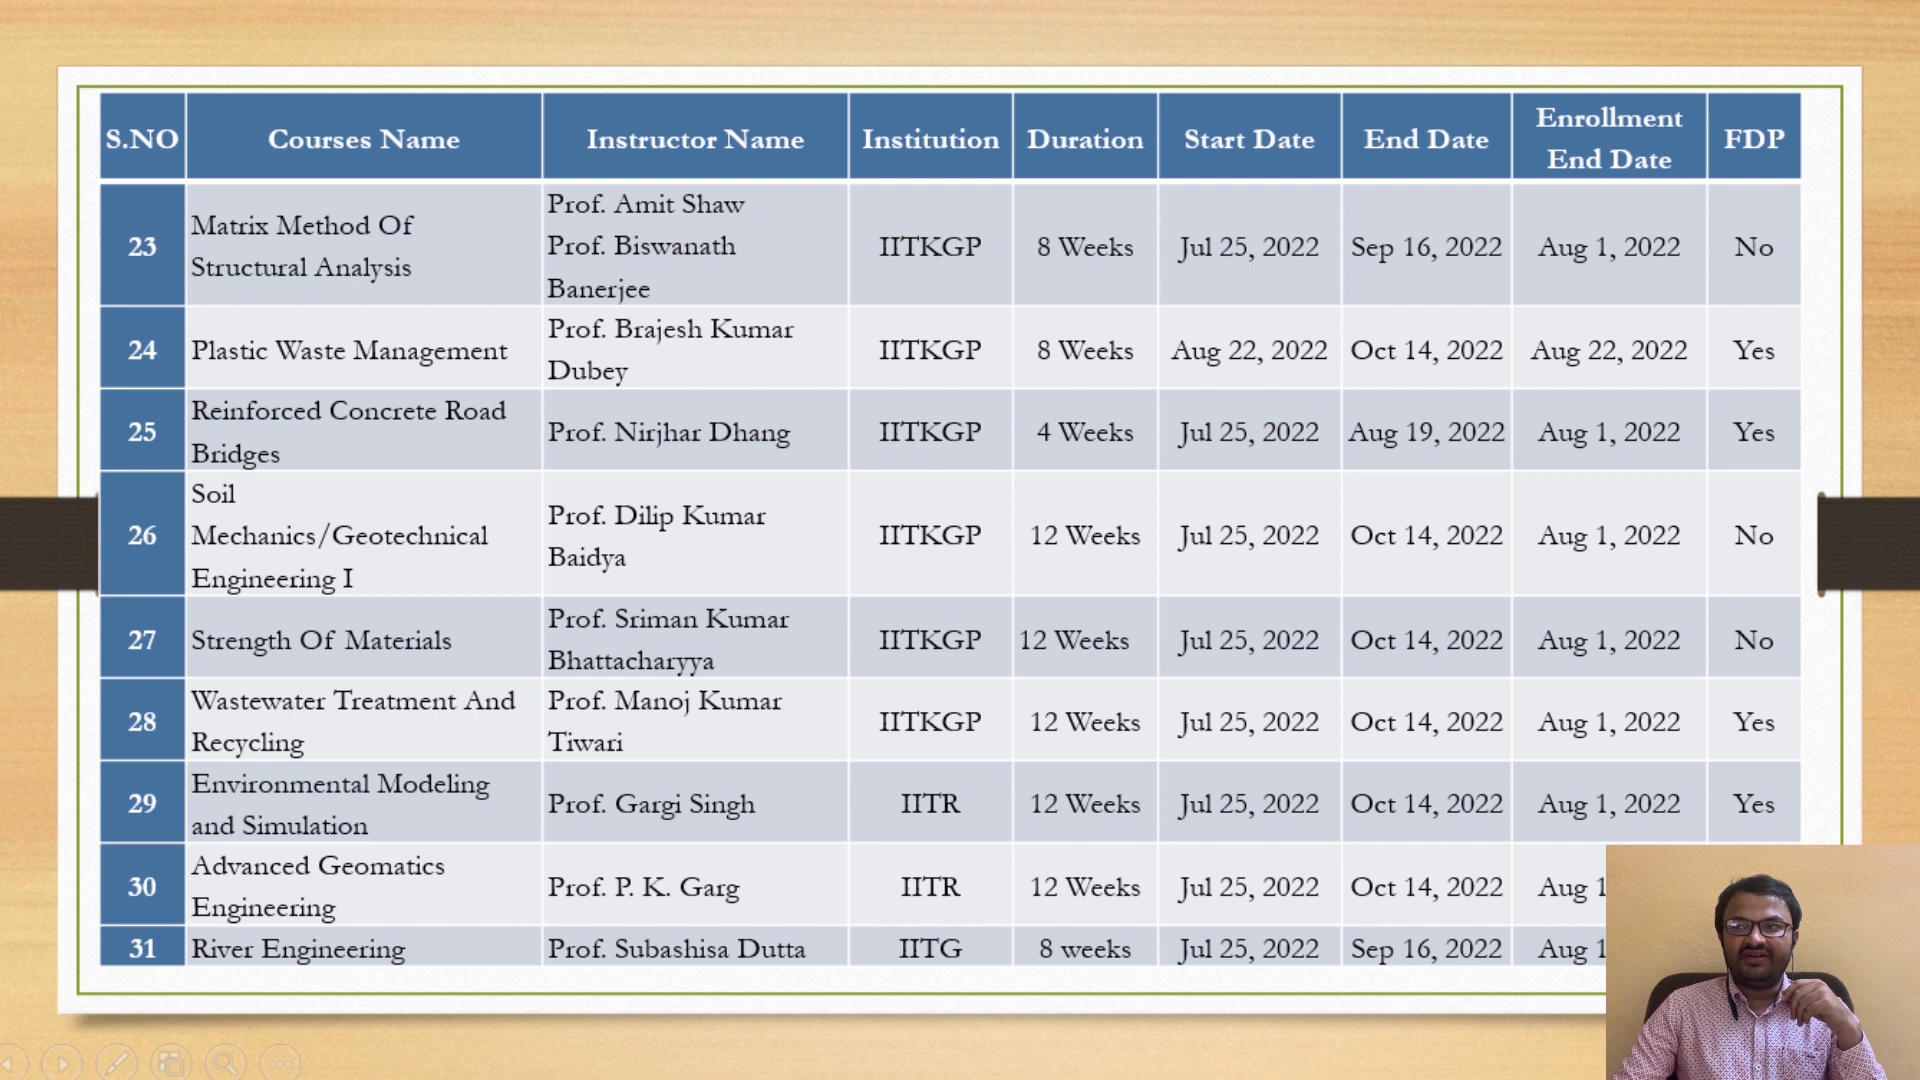 S.NO Courses Name Instructor Name Institution Duration Start Date End Date Enrollment End Date FDP
23 Matrix Method Of Structural Analysis Prof. Amit Shaw Prof. Biswanath Banerjee IITKGP 8 Weeks Jul 25, 2022 Sep 16, 2022 Aug 1, 2022 No
24 Plastic Waste Management Prof. Brajesh Kumar Dubey IITKGP 8 Weeks Aug 22, 2022 Oct 14, 2022 Aug 22, 2022 Yes
25 Reinforced Concrete Road Bridges Prof. Nirjhar Dhang IITKGP 4 Weeks Jul 25, 2022 Aug 19, 2022 Aug 1, 2022 Yes
26 Soil Mechanics/Geotechnical Engineering I Prof. Dilip Kumar Baidya IITKGP 12 Weeks Jul 25, 2022 Oct 14, 2022 Aug 1, 2022 No
27 Strength Of Materials Prof. Sriman Kumar Bhattacharyya IITKGP 12 Weeks Jul 25, 2022 Oct 14, 2022 Aug 1, 2022 No
28 Wastewater Treatment And Recycling Prof. Manoj Kumar Tiwari IITKGP 12 Weeks Jul 25, 2022 Oct 14, 2022 Aug 1, 2022 Yes
29 Environmental Modeling and Simulation Prof. Gargi Singh IITR 12 Weeks Jul 25, 2022 Oct 14, 2022 Aug 1, 2022 Yes
30 Advanced Geomatics Engineering Prof. P. K. Garg IITR 12 Weeks Jul 25, 2022 Oct 14, 2022 Aug 1
31 River Engineering Prof. Subashisa Dutta IITG 8 weeks Jul 25, 2022 Sep 16, 2022 Aug 1